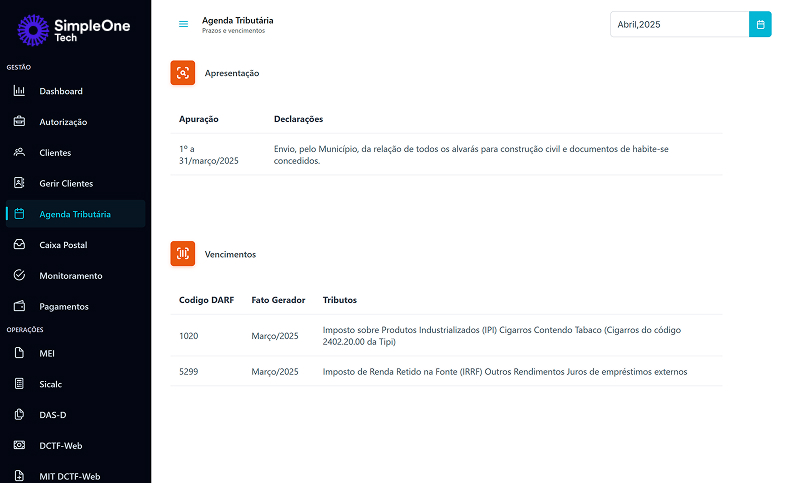 SimpleOne
Tech
GESTÃO
Dashboard
Autorização
Clientes
Gerir Clientes
Agenda Tributária
Caixa Postal
Monitoramento
Pagamentos
OPERAÇÕES
MEI
Sicalc
DAS-D
DCTF-Web
MIT DCTF-Web
Agenda Tributária
Prazos e vencimentos
Abril,2025
Apresentação
Apuração Declarações
1º a
31/março/2025
Envio, pelo Município, da relação de todos os alvarás para construção civil e documentos de habite-se
concedidos.
Vencimentos
Codigo DARF Fato Gerador Tributos
1020 Março/2025
Imposto sobre Produtos Industrializados (IPI) Cigarros Contendo Tabaco (Cigarros do código
2402.20.00 da Tipi)
5299 Março/2025 Imposto de Renda Retido na Fonte (IRRF) Outros Rendimentos Juros de empréstimos externos